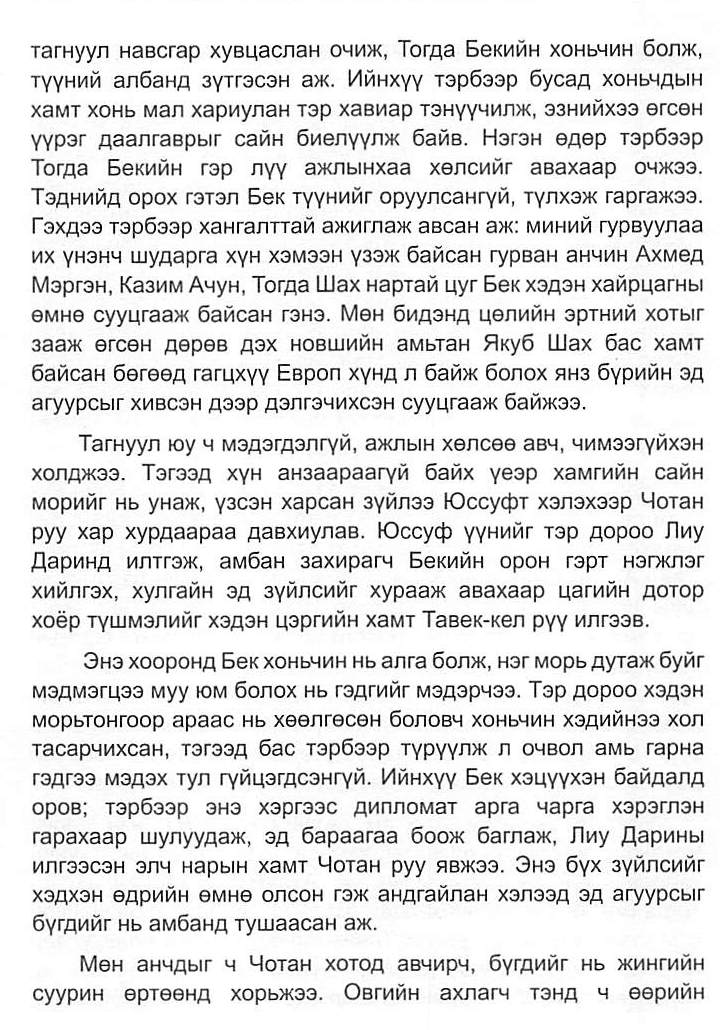 тагнуул навсгар хувцаслан очиж, Тогда Бекийн хоньчин болж,
түүний албанд зүтгэсэн аж. Ийнхүү тэрбээр бусад хоньчдын
хамт хонь мал хариулан тэр хавиар тэнүүчилж, эзнийхээ өгсөн
үүрэг даалгаврыг сайн биелүүлж байв. Нэгэн өдөр тэрбээр
Тогда Бекийн гэр лүү ажлынхаа хөлсийг авахаар очжээ.
Тэднийд орох гэтэл Бек түүнийг оруулсангүй, түлхэж гаргажээ.
Гэхдээ тэрбээр хангалттай ажиглаж авсан аж: миний гурвуулаа
их үнэнч шударга хүн хэмээн үзэж байсан гурван анчин Ахмед
Мэргэн, Казим Ачун, Тогда Шах нартай цуг Бек хэдэн хайрцагны
өмнө сууцгааж байсан гэнэ. Мөн бидэнд цөлийн эртний хотыг
зааж өгсөн дөрөв дэх новшийн амьтан Якуб Шах бас хамт
байсан бөгөөд гагцхүү Европ хүнд л байж болох янз бүрийн эд
агуурсыг хивсэн дээр дэлгэчихсэн сууцгааж байжээ.
Тагнуул юу ч мэдэгдэлгүй, ажлын хөлсөө авч, чимээгүйхэн
холджээ. Тэгээд хүн анзаараагүй байх үеэр хамгийн сайн
морийг нь унаж, үзсэн харсан зүйлээ Юссуфт хэлэхээр Чотан
руу хар хурдаараа давхиулав. Юссуф үүнийг тэр дороо Лиу
Даринд илтгэж, амбан захирагч Бекийн орон гэрт нэгжлэг
хийлгэх, хулгайн эд зүйлсийг хурааж авахаар цагийн дотор
хоёр түшмэлийг хэдэн цэргийн хамт Тавек-кел рүү илгээв.
Энэ хооронд Бек хоньчин нь алга болж, нэг морь дутаж буйг
мэдмэгцээ муу юм болох нь гэдгийг мэдэрчээ. Тэр дороо хэдэн
морьтонгоор араас нь хөөлгөсөн боловч хоньчин хэдийнээ хол
тасарчихсан, тэгээд бас тэрбээр түрүүлж л очвол амь гарна
гэдгээ мэдэх тул гүйцэгдсэнгүй. Ийнхүү Бек хэцүүхэн байдалд
оров; тэрбээр энэ хэргээс дипломат арга чарга хэрэглэн
гарахаар шулуудаж, эд бараагаа боож баглаж, Лиу Дарины
илгээсэн элч нарын хамт Чотан руу явжээ. Энэ бүх зүйлсийг
хэдхэн өдрийн өмнө олсон гэж андгайлан хэлээд эд агуурсыг
бүгдийг нь амбанд тушаасан аж.
Мөн анчдыг ч Чотан хотод авчирч, бүгдийг нь жингийн
суурин өртөөнд хорьжээ. Овгийн ахлагч тэнд ч өөрийн